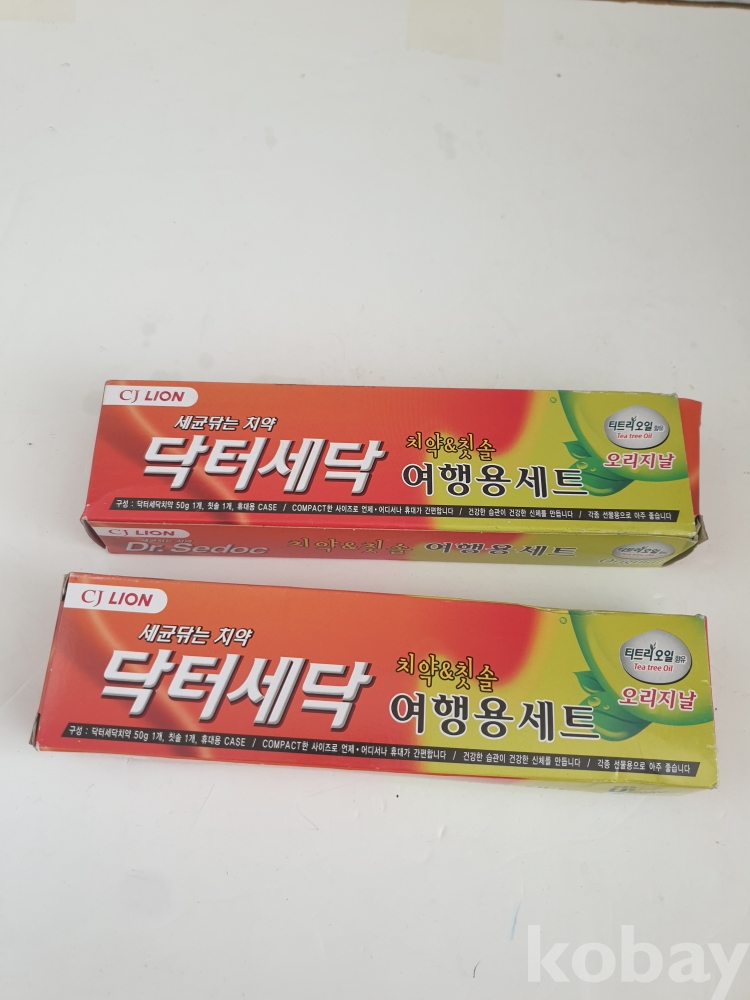 CJ LION
세균닦는 치약
닥터세닥
치약&칫솔
여행용세트
티트리오일 함유
Tea tree Oil
오리지날
구성 : 닥터세닥치약 50g 1개, 칫솔 1개, 휴대용 CASE / COMPACT한 사이즈로 언제•어디서나 휴대가 간편합니다 / 건강한 습관이 건강한 신체를 만듭니다 / 각종 선물용으로 아주 좋습니다
CJ LION
Dr. Sedoc 치약&칫솔 여행용세트
CJ LION
세균닦는 치약
닥터세닥
치약&칫솔
여행용세트
티트리오일 함유
Tea tree Oil
오리지날
구성 : 닥터세닥치약 50g 1개, 칫솔 1개, 휴대용 CASE / COMPACT한 사이즈로 언제•어디서나 휴대가 간편합니다 / 건강한 습관이 건강한 신체를 만듭니다 / 각종 선물용으로 아주 좋습니다
kobay